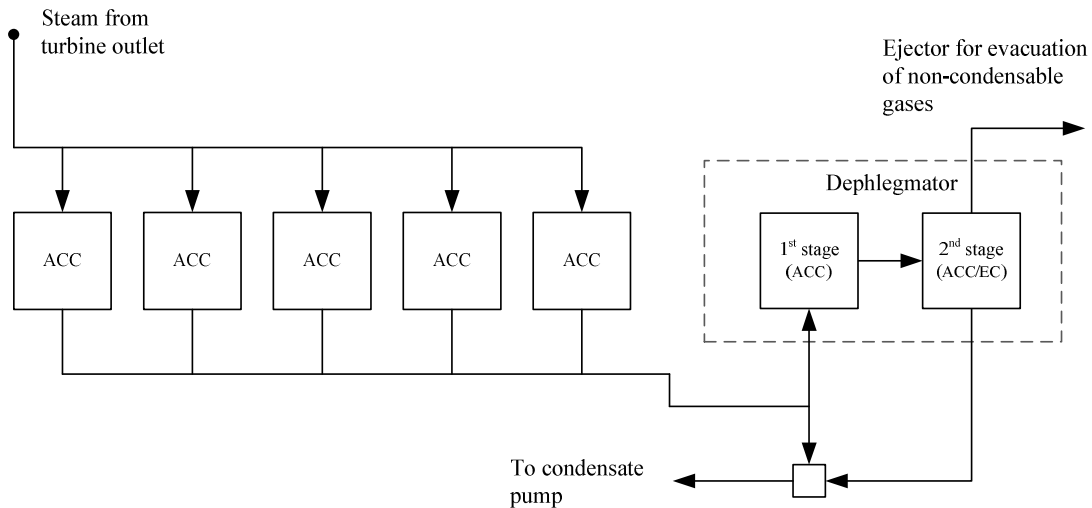 Steam from
turbine outlet
Ejector for evacuation
of non-condensable
gases
Dephlegmator
ACC
ACC
ACC
ACC
ACC
1st stage
(ACC)
2nd stage
(ACC/EC)
To condensate
pump